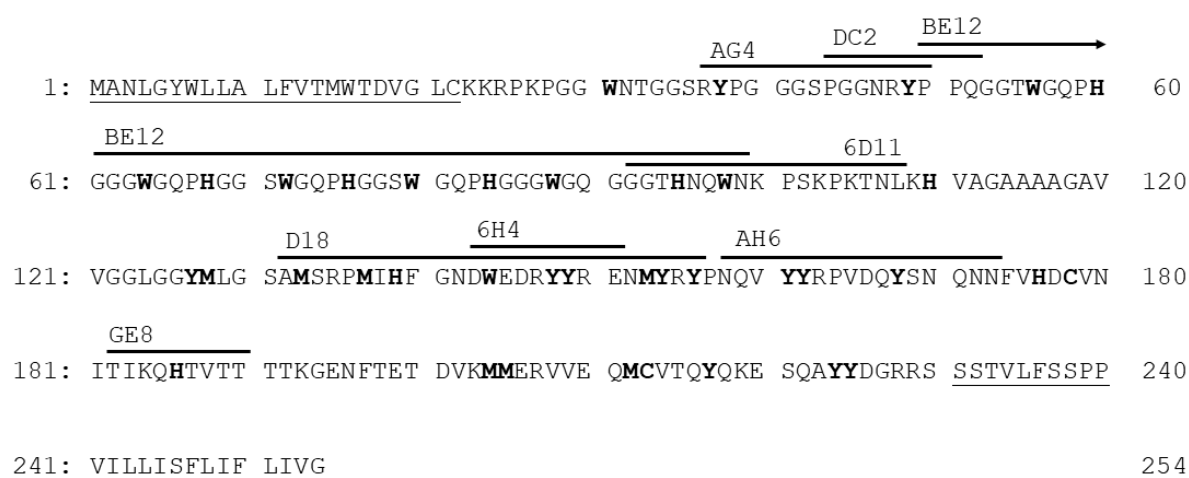 AG4 DC2 BE12
1: MANLGYWLLA LFVTMWTDVG LCKKRPKPGG WNTGGSRYPG GGSPGGNRYP PQGGTWGQPH 60
BE12 6D11
61: GGGWGQPHGG SWGQPHGGSW GQPHGGGWGQ GGGTHNQWNK PSKPKTNLKH VAGAAAAGAV 120
D18 6H4 AH6
121: VGGLGGYMLG SAMSRPMIHF GNDWEDRYYR ENMYRYPNQV YYRPVDQYSN QNNFVHDCVN 180
GE8
181: ITIKQHTVTT TTKGENFTET DVKMMERVVE QMCVTQYQKE SQAYYDGRRS SSTVLFSSPP 240
241: VILLISFLIF LIVG 254